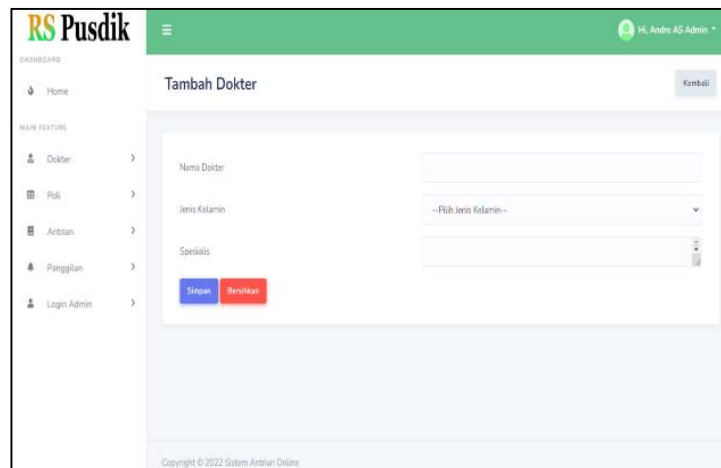 RS Pusdik
Hi, Andre AS Admin
DASHBOARD
Home
Tambah Dokter
Kembali
MAIN FEATURE
Dokter
Poli
Antrian
Panggilan
Login Admin
Nama Dokter
Jenis Kelamin
--Pilih Jenis Kelamin--
Spesialis
Simpan
Bersihkan
Copyright © 2022 Sistem Antrian Online